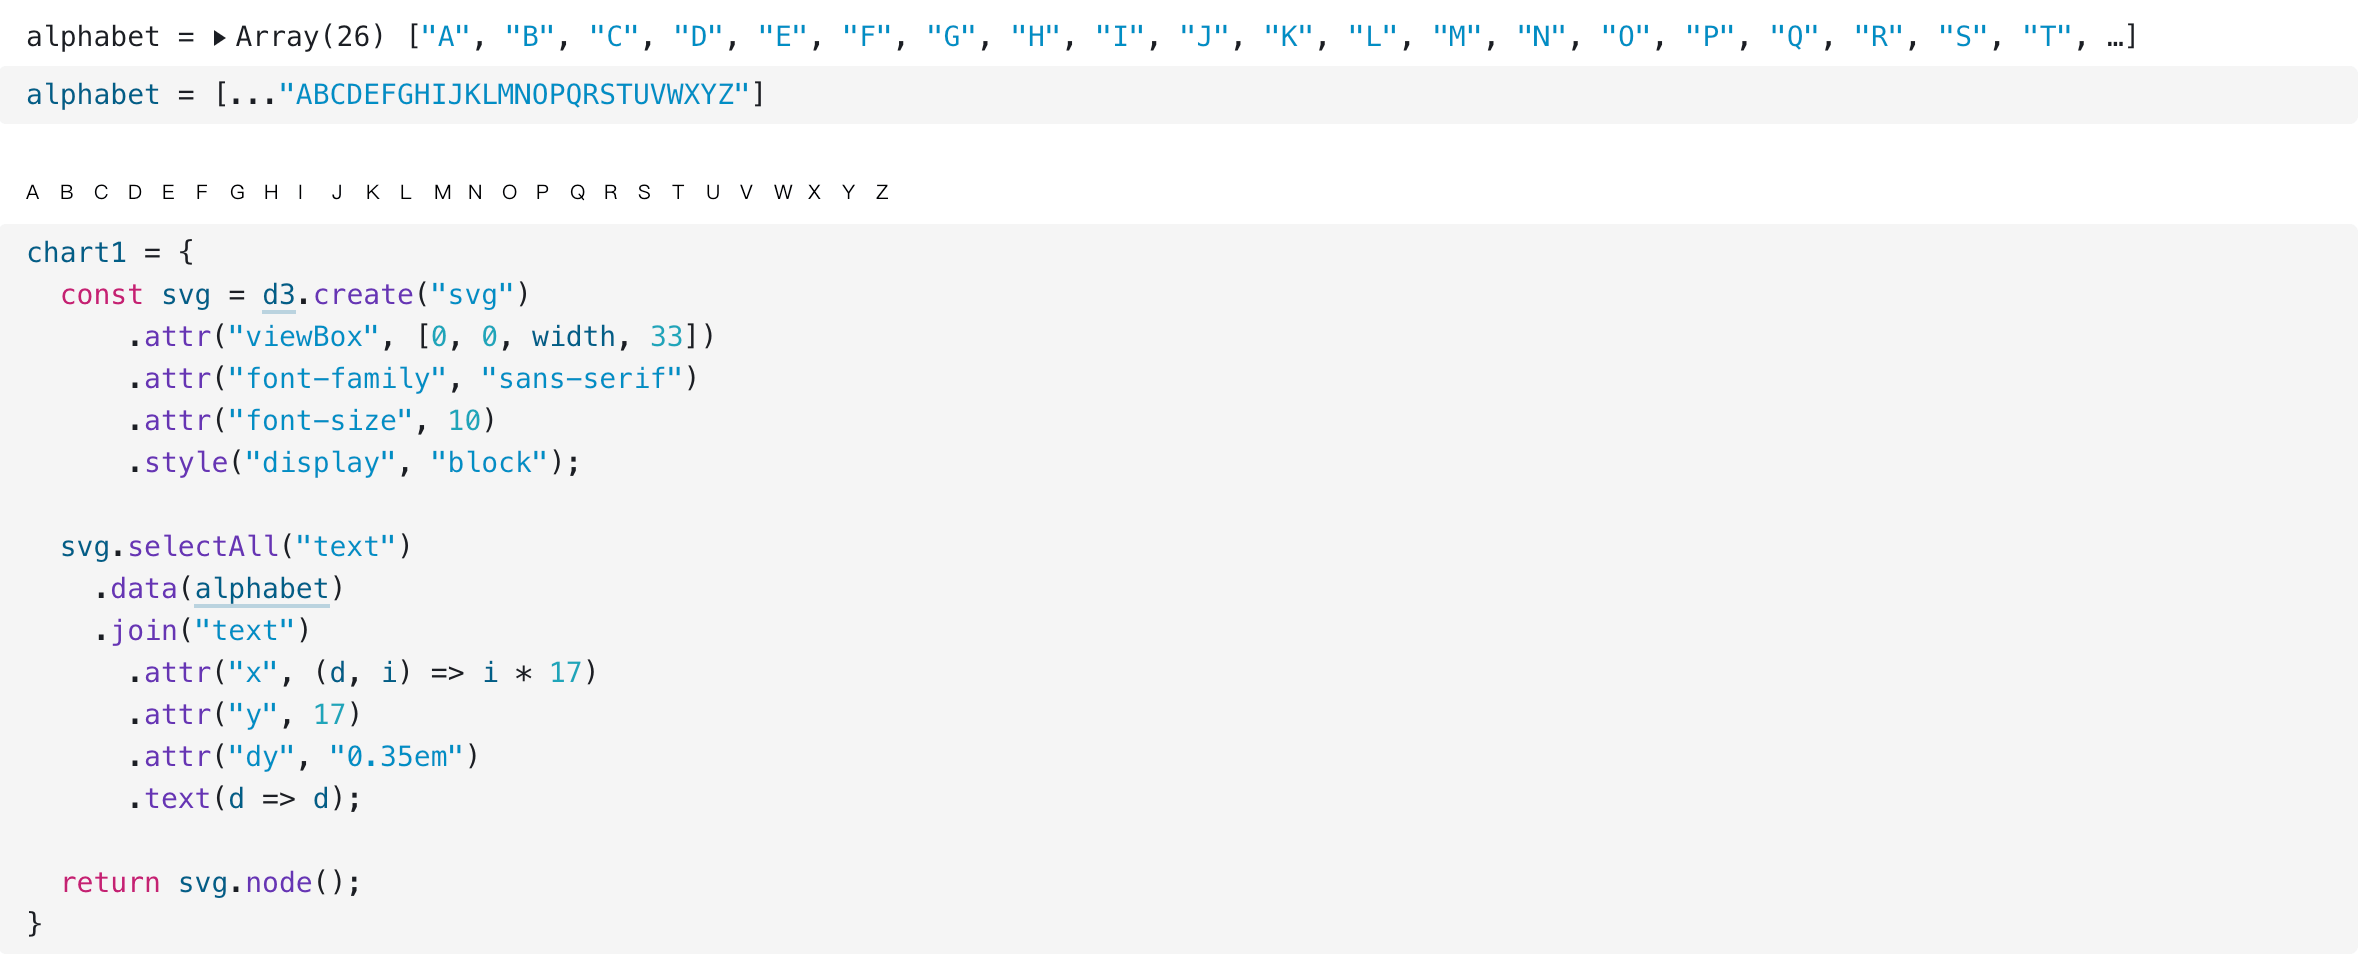 alphabet = ▶Array(26) ["A", "B", "C", "D", "E", "F", "G", "H", "I", "J", "K", "L", "M", "N", "O", "P", "Q", "R", "S", "T", …]
alphabet = [..."ABCDEFGHIJKLMNOPQRSTUVWXYZ"]
A B C D E F G H I J K L M N O P Q R S T U V W X Y Z
chart1 = {
  const svg = d3.create("svg")
      .attr("viewBox", [0, 0, width, 33])
      .attr("font-family", "sans-serif")
      .attr("font-size", 10)
      .style("display", "block");

  svg.selectAll("text")
    .data(alphabet)
    .join("text")
      .attr("x", (d, i) => i * 17)
      .attr("y", 17)
      .attr("dy", "0.35em")
      .text(d => d);

  return svg.node();
}